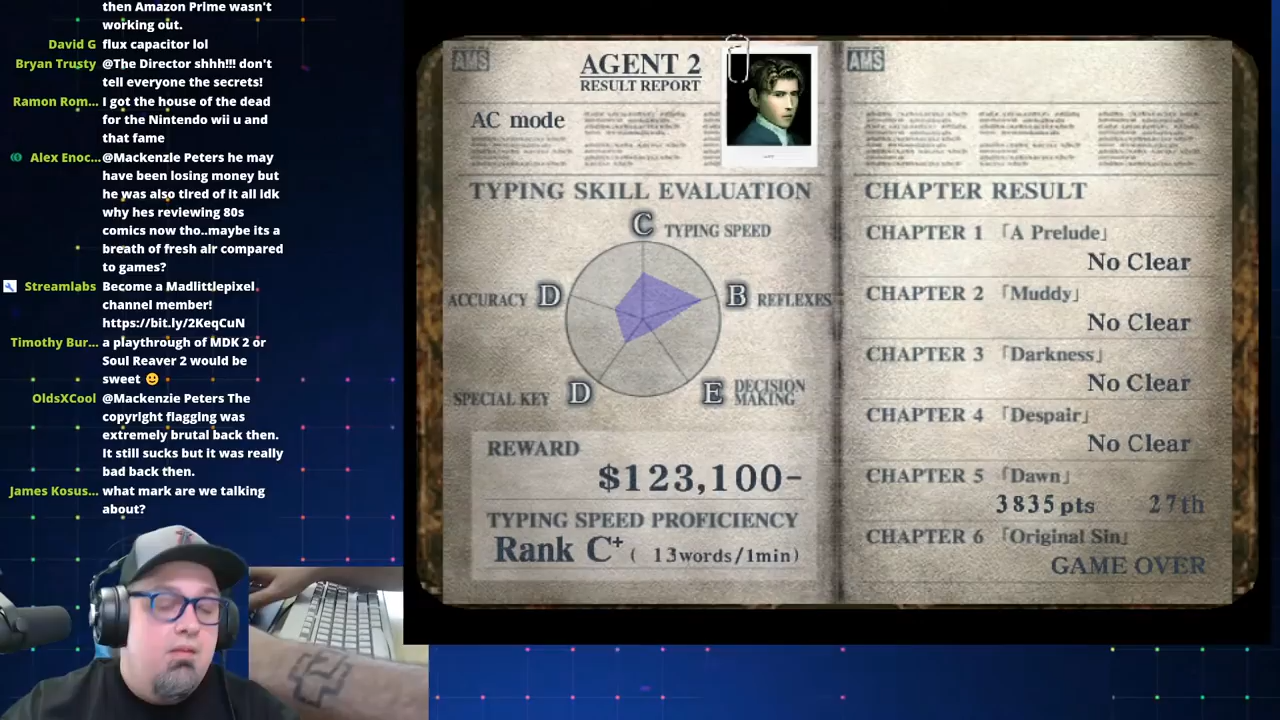 then Amazon Prime wasn't
working out.
David G flux capacitor lol
Bryan Trusty @The Director shhh!!! don't
tell everyone the secrets!
Ramon Rom... I got the house of the dead
for the Nintendo wii u and
that fame
Alex Enoc... @Mackenzie Peters he may
have been losing money but
he was also tired of it all idk
why hes reviewing 80s
comics now tho..maybe its a
breath of fresh air compared
to games?
Streamlabs Become a Madlittlepixel
channel member!
https://bit.ly/2KeqCuN
Timothy Bur... a playthrough of MDK 2 or
Soul Reaver 2 would be
sweet 😃
OldsXCool @Mackenzie Peters The
copyright flagging was
extremely brutal back then.
It still sucks but it was really
bad back then.
James Kosus... what mark are we talking
about?
AMS
AGENT 2
RESULT REPORT
AC mode
TYPING SKILL EVALUATION
C TYPING SPEED
ACCURACY D
B REFLEXES
SPECIAL KEY D
E DECISION
MAKING
REWARD
$123,100-
TYPING SPEED PROFICIENCY
Rank C+ ( 13words/1min)
AMS
CHAPTER RESULT
CHAPTER 1 「A Prelude」
No Clear
CHAPTER 2 「Muddy」
No Clear
CHAPTER 3 「Darkness」
No Clear
CHAPTER 4 「Despair」
No Clear
CHAPTER 5 「Dawn」
3835pts 27th
CHAPTER 6 「Original Sin」
GAME OVER